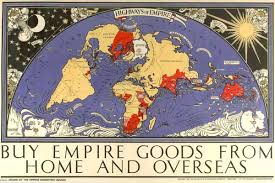 HIGHWAYS OF EMPIRE
BUY EMPIRE GOODS FROM
HOME AND OVERSEAS